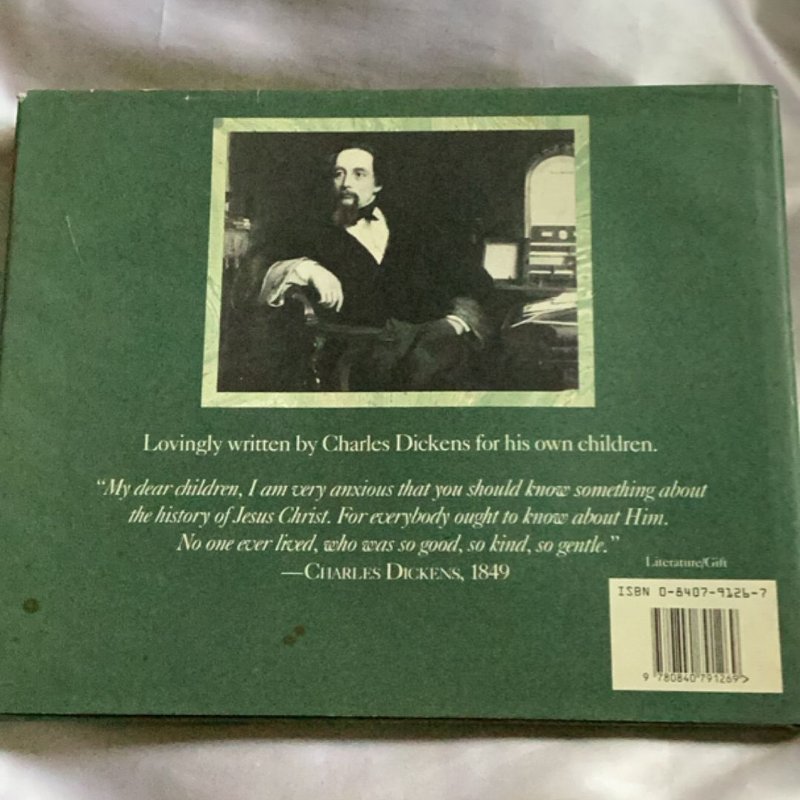 Lovingly written by Charles Dickens for his own children.
“My dear children, I am very anxious that you should know something about
the history of Jesus Christ. For everybody ought to know about Him.
No one ever lived, who was so good, so kind, so gentle.”
—CHARLES DICKENS, 1849
Literature/Gift
ISBN 0-8407-9126-7
9 780840 791269